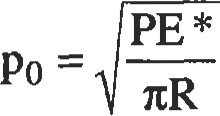 p₀ = √(PE*/πR)